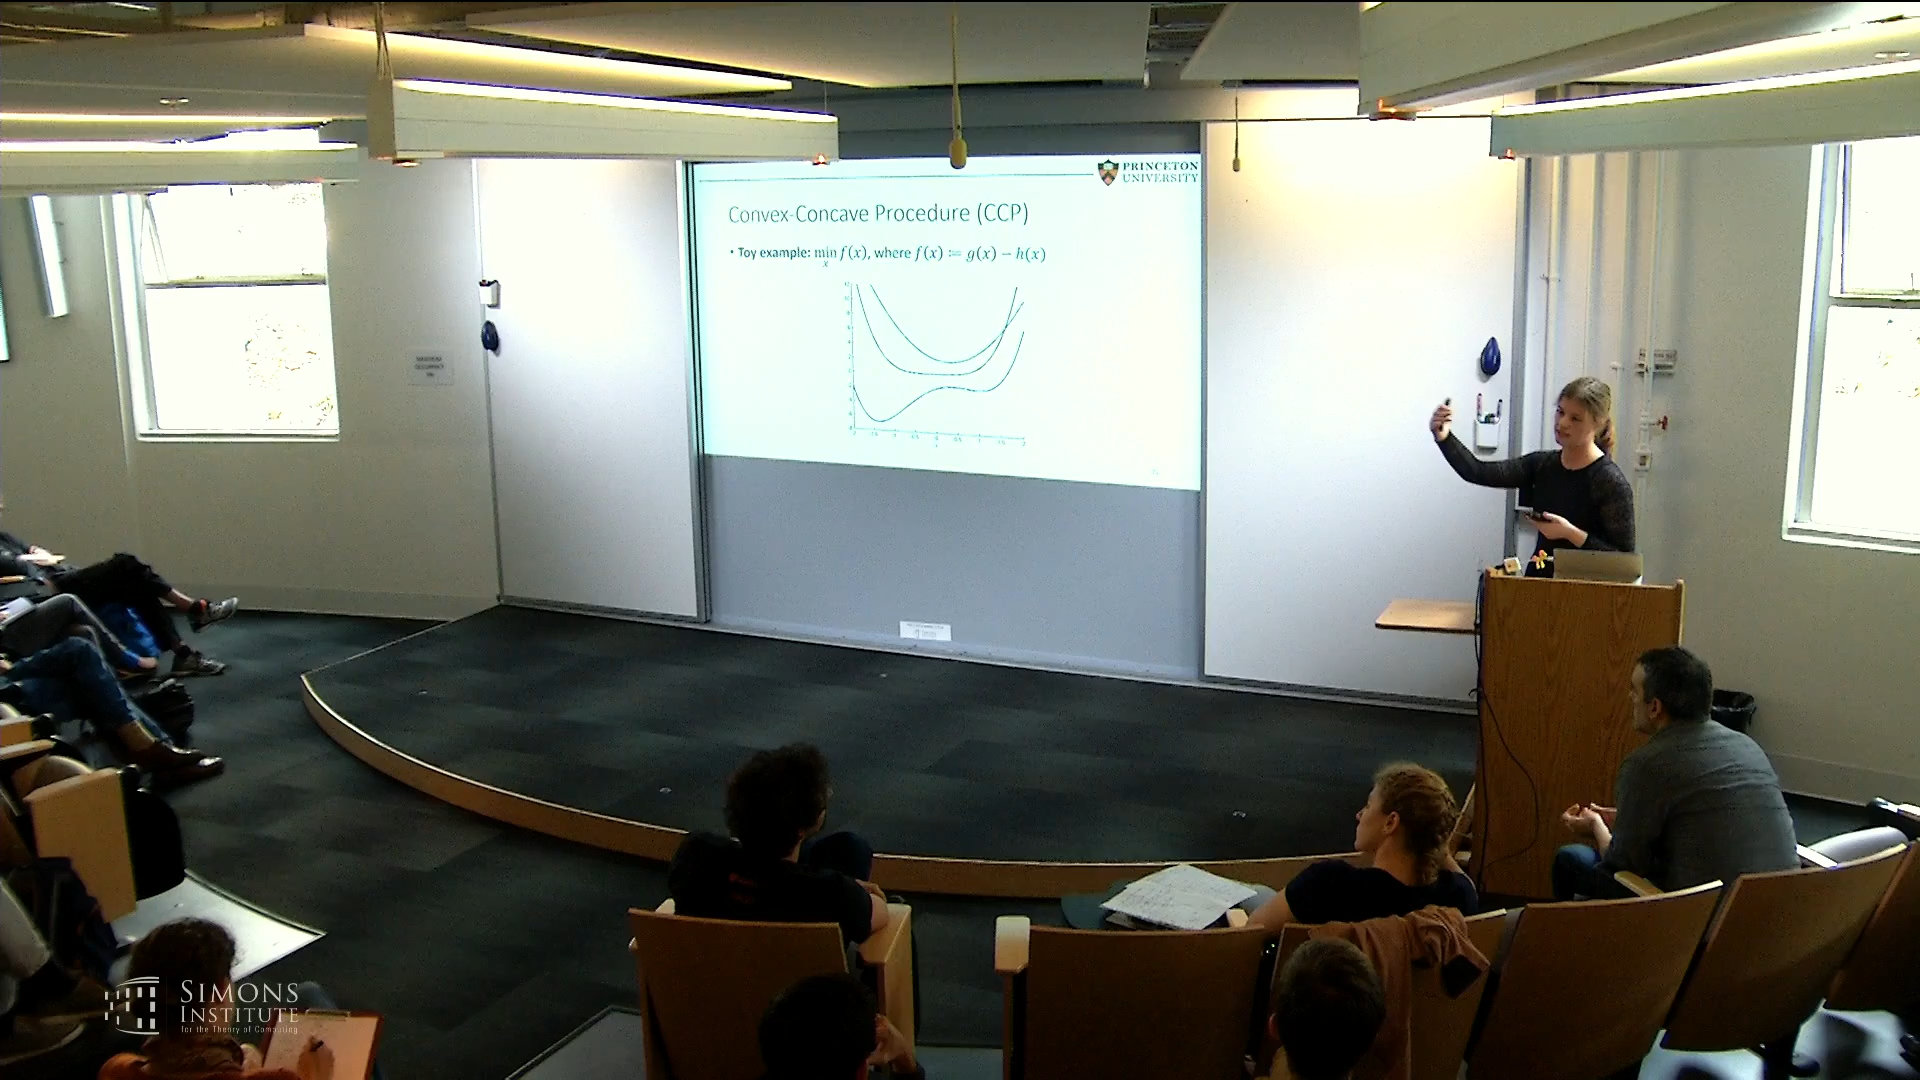 PRINCETON
UNIVERSITY
Convex-Concave Procedure (CCP)
• Toy example: min f(x), where f(x) := g(x) − h(x)
x
SIMONS
INSTITUTE
for the Theory of Computing